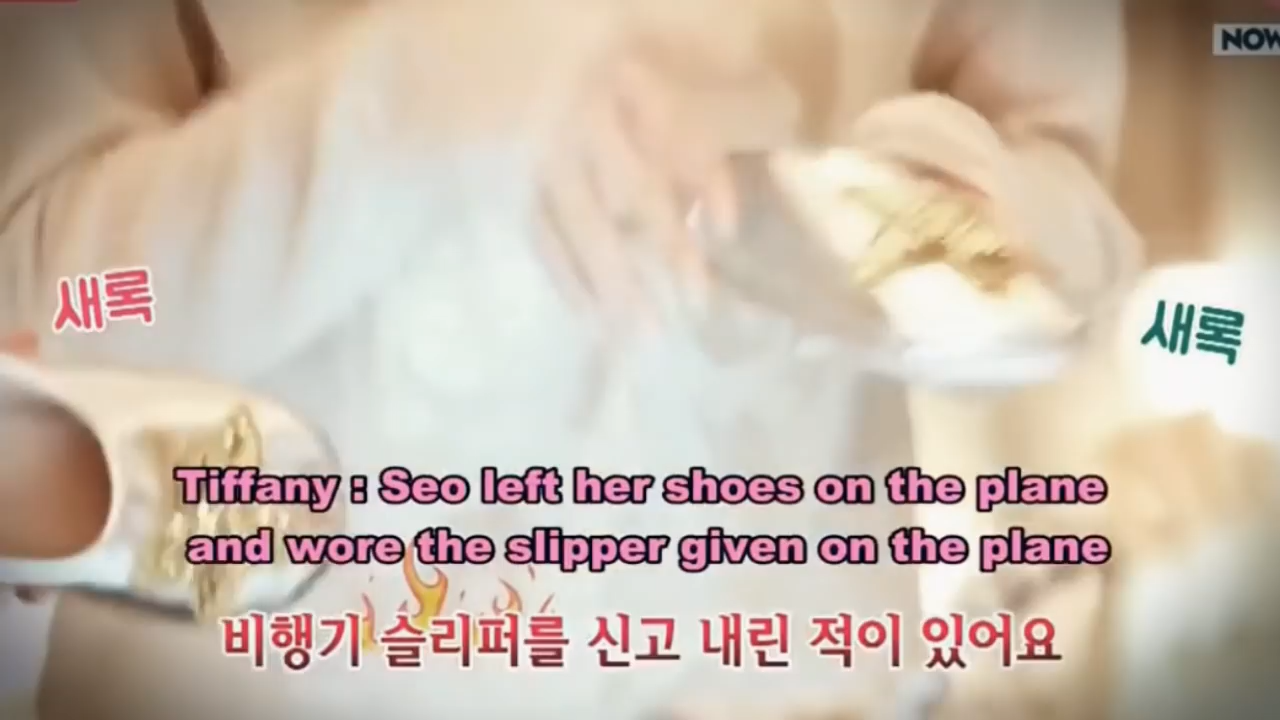 NOW
새록
새록
Tiffany : Seo left her shoes on the plane
and wore the slipper given on the plane
비행기 슬리퍼를 신고 내린 적이 있어요